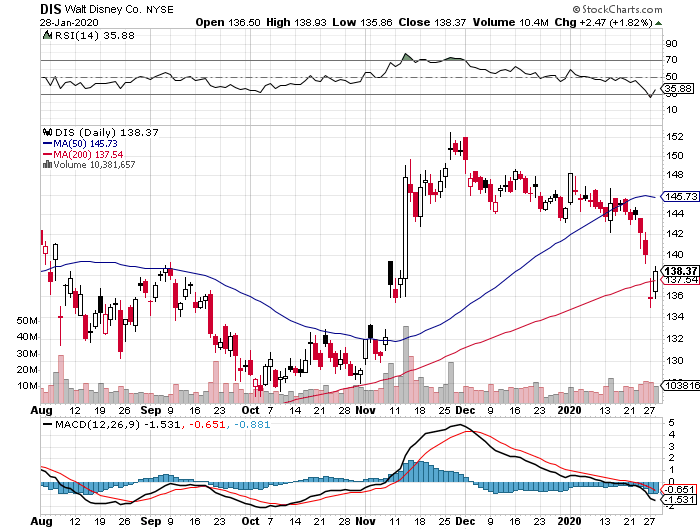 DIS Walt Disney Co. NYSE © StockCharts.com
28-Jan-2020 Open 136.50 High 138.93 Low 135.86 Close 138.37 Volume 10.4M Chg +2.47 (+1.82%)
RSI(14) 35.88
90
70
50
35.88
30
10
DIS (Daily) 138.37
MA(50) 145.73
MA(200) 137.54
Volume 10,381,657
152
150
148
145.73
144
142
140
138.37
137.54
136
134
132
130
128
50M
40M
30M
20M
10M
103816
Aug 12 19 26 Sep 9 16 23 Oct 7 14 21 28 Nov 11 18 25 Dec 9 16 23 2020 13 21 27
MACD(12,26,9) -1.531, -0.651, -0.881
5
4
3
2
1
0
-0.651
-1.531
Aug 12 19 26 Sep 9 16 23 Oct 7 14 21 28 Nov 11 18 25 Dec 9 16 23 2020 13 21 27